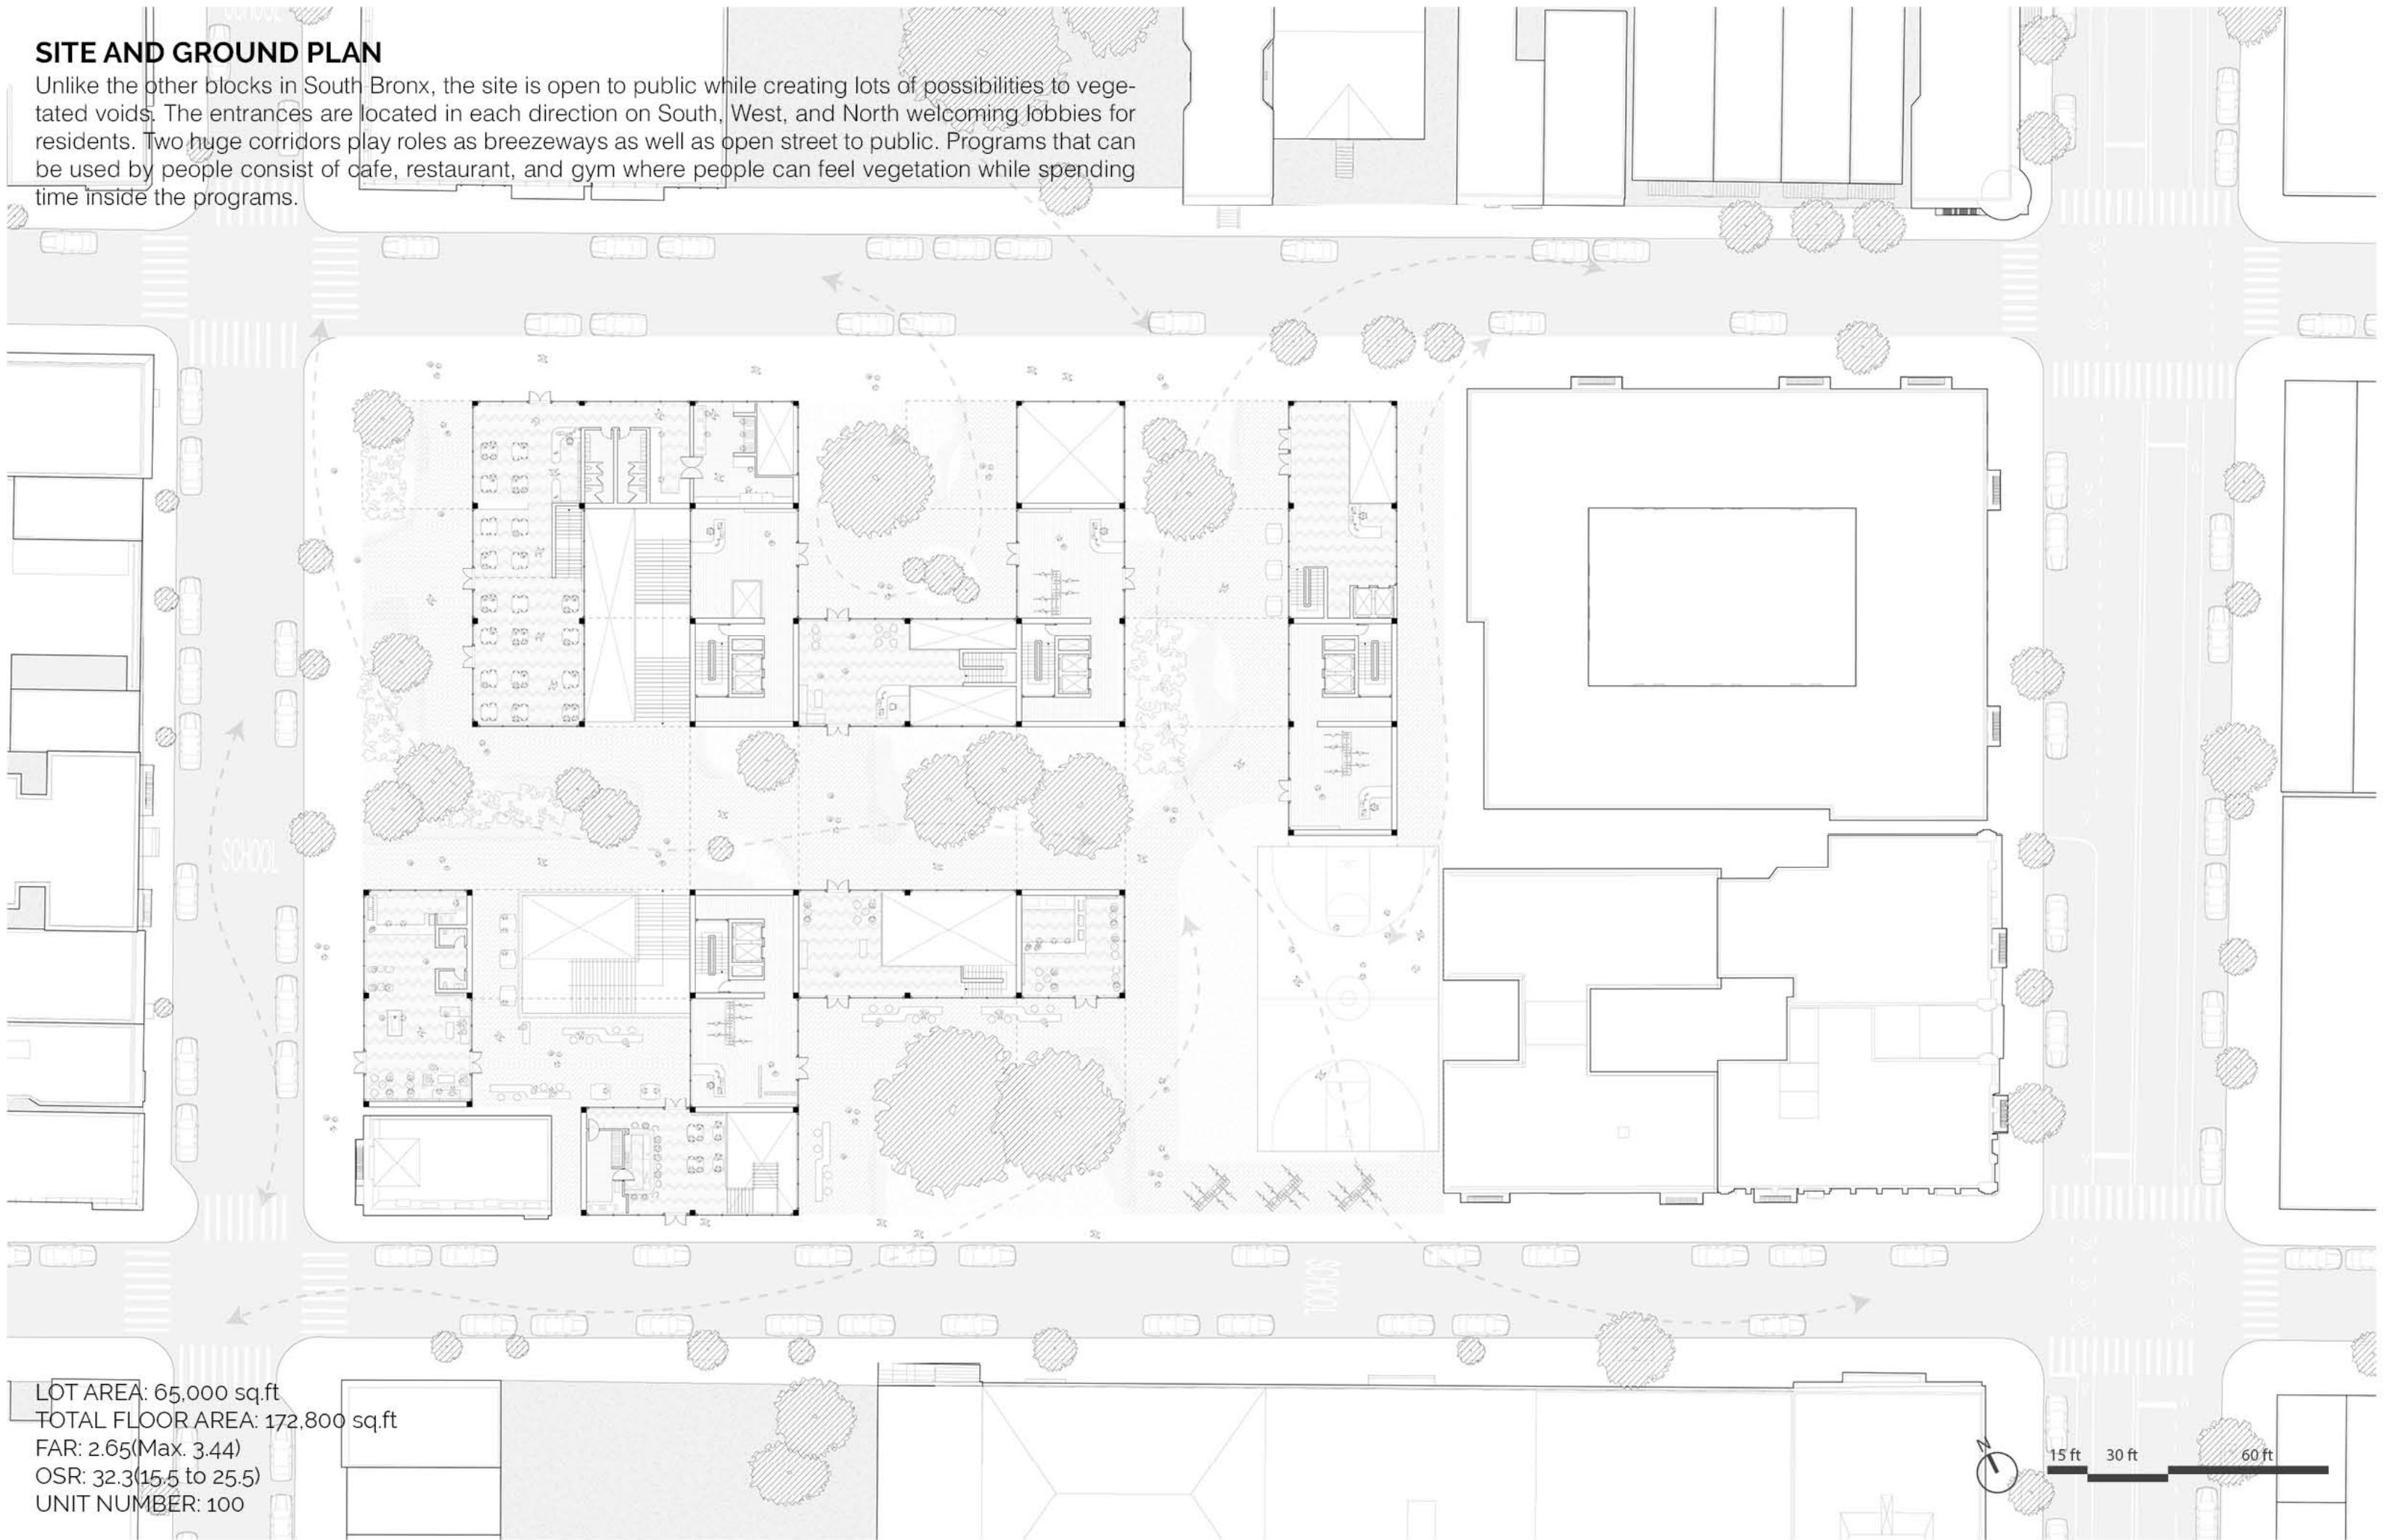 SCHOOL
SITE AND GROUND PLAN
Unlike the other blocks in South Bronx, the site is open to public while creating lots of possibilities to vege-
tated voids. The entrances are located in each direction on South, West, and North welcoming lobbies for
residents. Two huge corridors play roles as breezeways as well as open street to public. Programs that can
be used by people consist of cafe, restaurant, and gym where people can feel vegetation while spending
time inside the programs.
SCHOOL
SCHOOL
LOT AREA: 65,000 sq.ft
TOTAL FLOOR AREA: 172,800 sq.ft
FAR: 2.65(Max. 3.44)
OSR: 32.3(15.5 to 25.5)
UNIT NUMBER: 100
N
15 ft 30 ft 60 ft